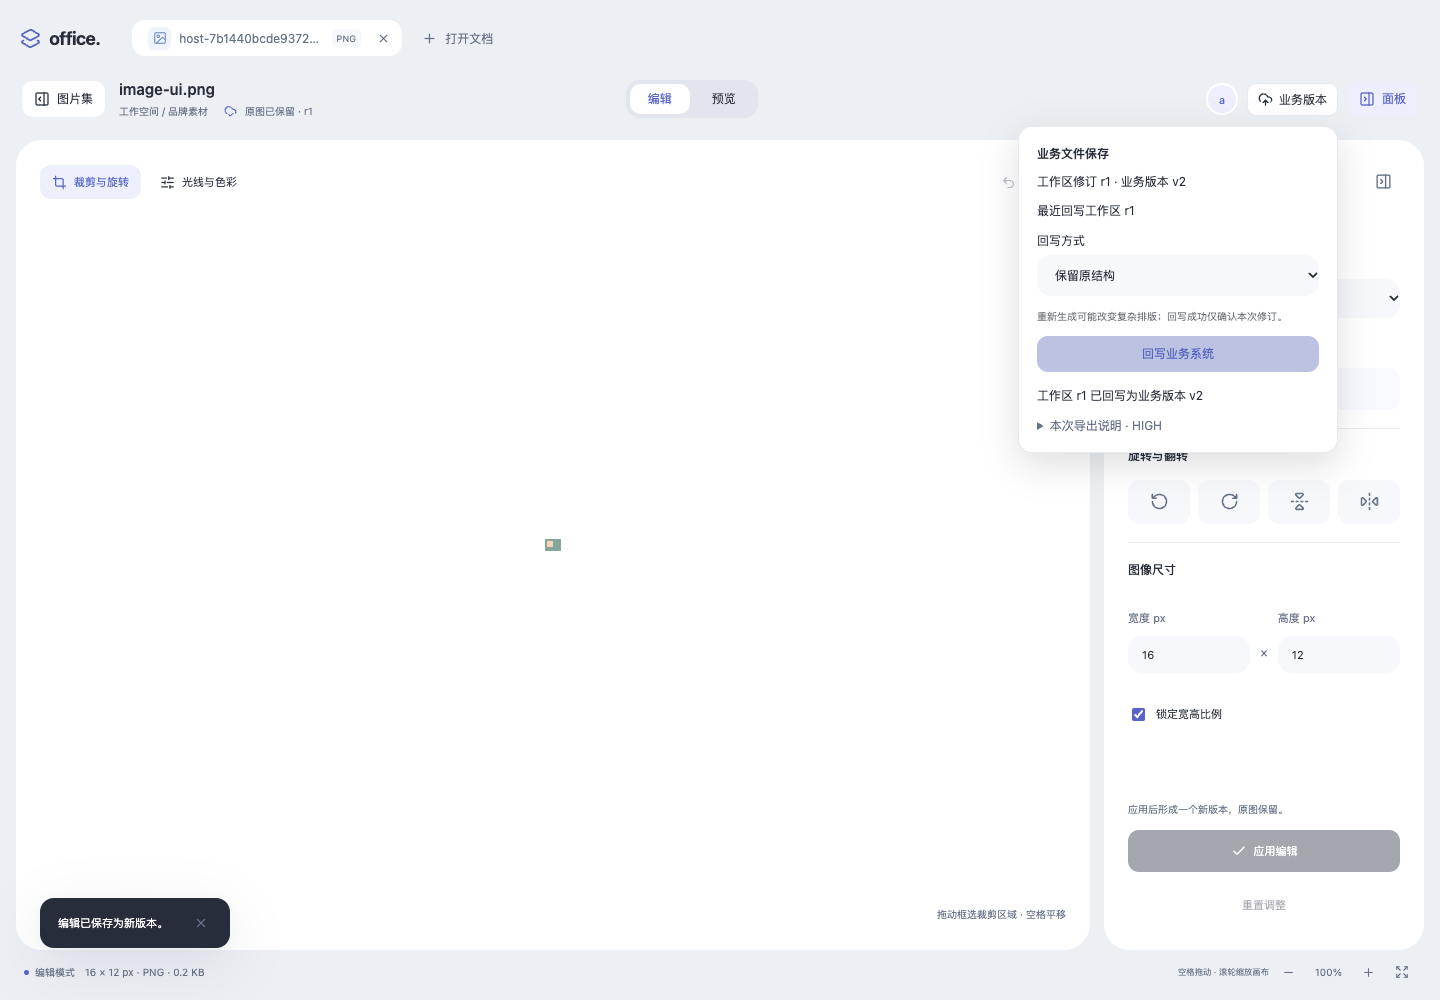 office.
host-7b1440bcde9372...
PNG
打开文档
图片集
image-ui.png
工作空间 / 品牌素材
原图已保留 · r1
编辑
预览
a
业务版本
面板
裁剪与旋转
光线与色彩
业务文件保存
工作区修订 r1 · 业务版本 v2
最近回写工作区 r1
回写方式
保留原结构
重新生成可能改变复杂排版；回写成功仅确认本次修订。
回写业务系统
工作区 r1 已回写为业务版本 v2
本次导出说明 · HIGH
旋转与翻转
图像尺寸
宽度 px
高度 px
16
×
12
锁定宽高比例
应用后形成一个新版本，原图保留。
应用编辑
重置调整
拖动框选裁剪区域 · 空格平移
编辑已保存为新版本。
编辑模式
16 × 12 px · PNG · 0.2 KB
空格拖动 · 滚轮缩放画布
100%